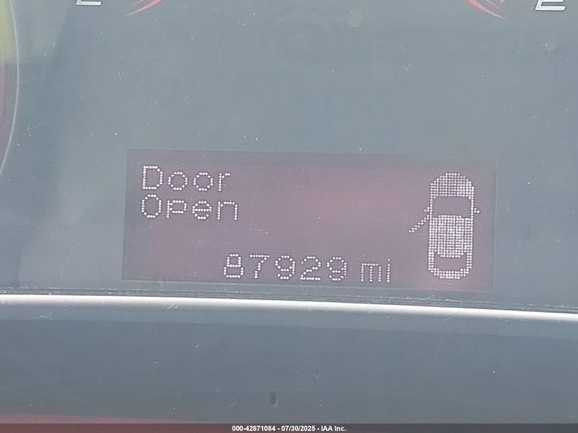 E
E
Door
Open
87929 mi
000-42871084 - 07/30/2025 - IAA Inc.